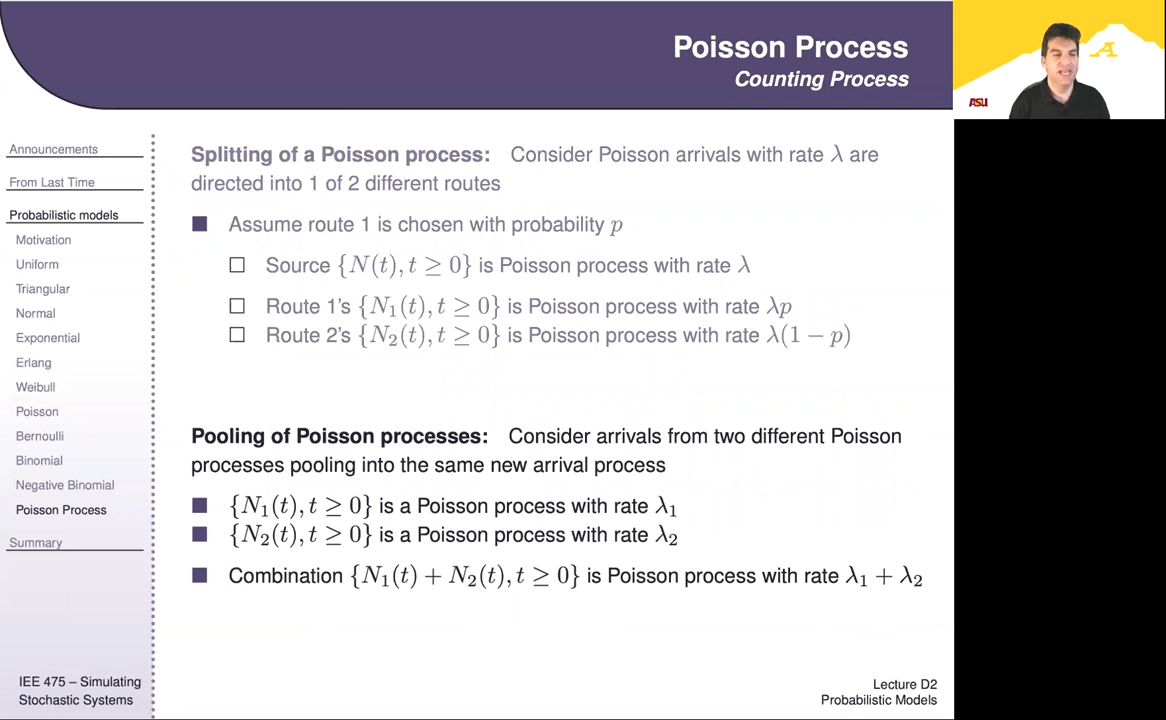 Poisson Process
Counting Process
ASU
A
Announcements
From Last Time
Probabilistic models
Motivation
Uniform
Triangular
Normal
Exponential
Erlang
Weibull
Poisson
Bernoulli
Binomial
Negative Binomial
Poisson Process
Summary
IEE 475 – Simulating
Stochastic Systems
Splitting of a Poisson process: Consider Poisson arrivals with rate λ are
directed into 1 of 2 different routes
Assume route 1 is chosen with probability p
Source {N(t), t ≥ 0} is Poisson process with rate λ
Route 1's {N₁(t), t ≥ 0} is Poisson process with rate λp
Route 2's {N₂(t), t ≥ 0} is Poisson process with rate λ(1 − p)
Pooling of Poisson processes: Consider arrivals from two different Poisson
processes pooling into the same new arrival process
{N₁(t), t ≥ 0} is a Poisson process with rate λ₁
{N₂(t), t ≥ 0} is a Poisson process with rate λ₂
Combination {N₁(t) + N₂(t), t ≥ 0} is Poisson process with rate λ₁ + λ₂
Lecture D2
Probabilistic Models